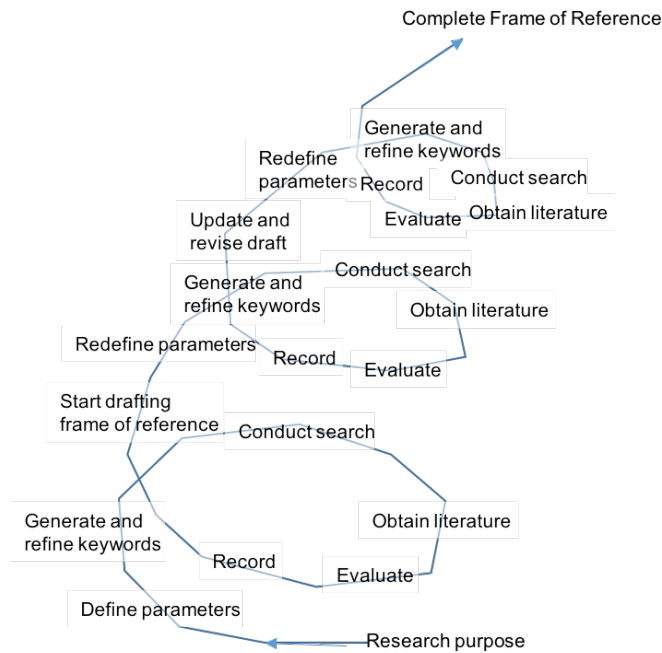 Complete Frame of Reference
Generate and
refine keywords
Redefine
parameters
Record
Conduct search
Evaluate
Obtain literature
Update and
revise draft
Conduct search
Generate and
refine keywords
Obtain literature
Redefine parameters
Record
Evaluate
Start drafting
frame of reference
Conduct search
Generate and
refine keywords
Obtain literature
Record
Evaluate
Define parameters
Research purpose